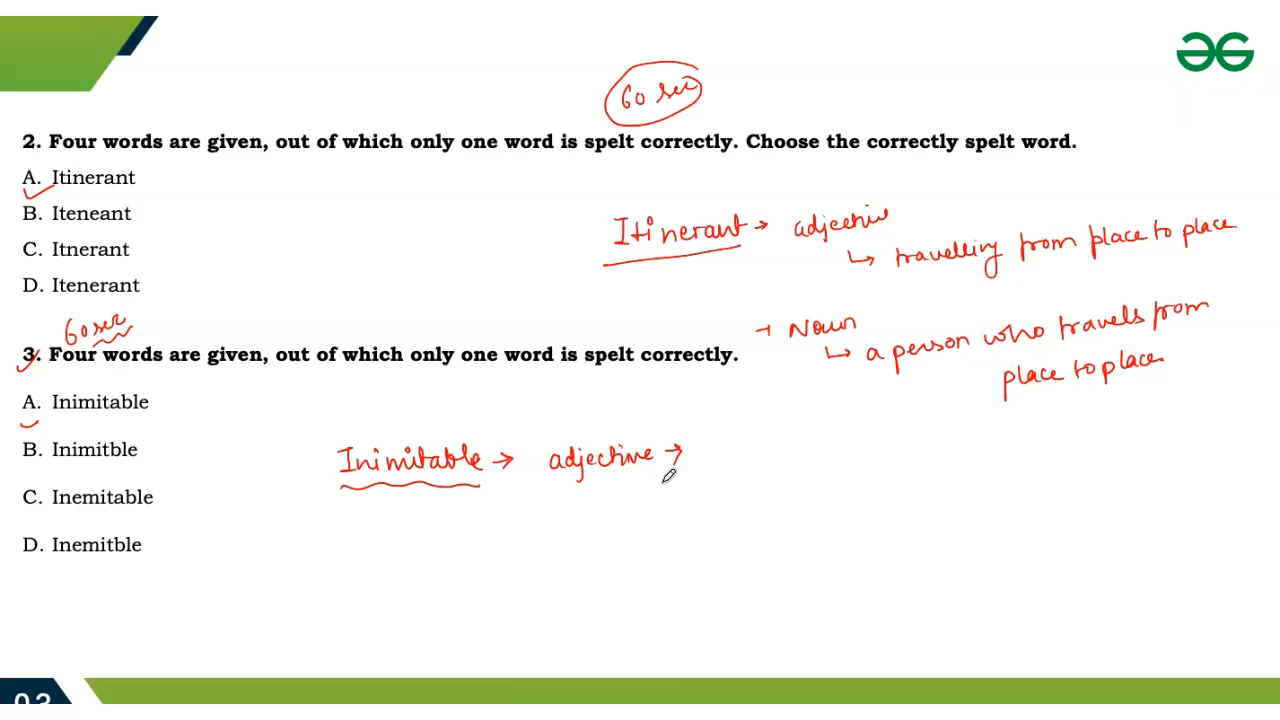 60 sec
2. Four words are given, out of which only one word is spelt correctly. Choose the correctly spelt word.
A. Itinerant
B. Iteneant
C. Itnerant
D. Itenerant
Itinerant → adjective
↳ travelling from place to place
→ Noun
↳ a person who travels from
place to place
60 sec
3. Four words are given, out of which only one word is spelt correctly.
A. Inimitable
B. Inimitble
C. Inemitable
D. Inemitble
Inimitable → adjective →